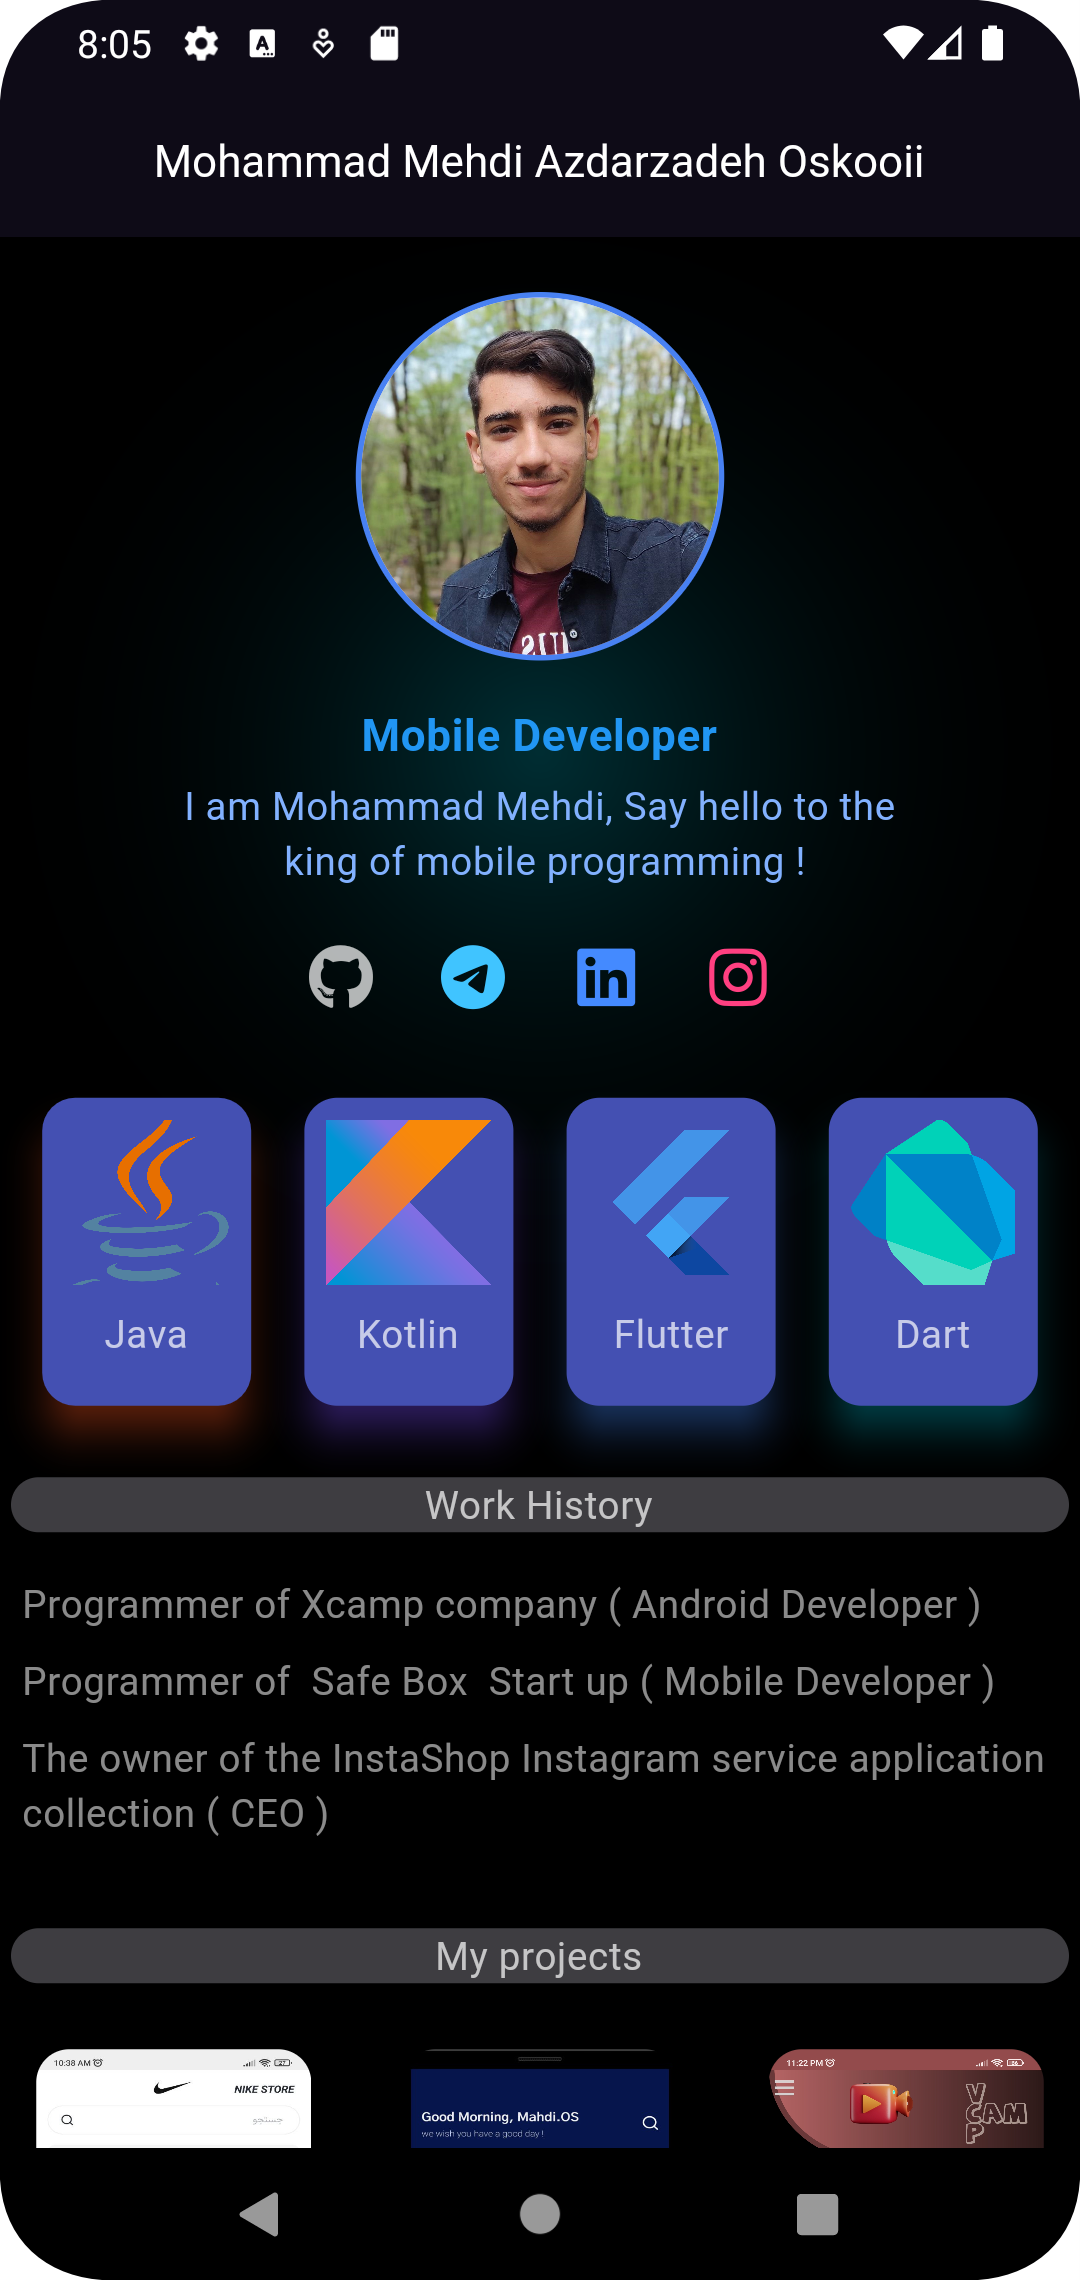 8:05
Mohammad Mehdi Azdarzadeh Oskooii
Mobile Developer
I am Mohammad Mehdi, Say hello to the
king of mobile programming !
in
Java
Kotlin
Flutter
Dart
Work History
Programmer of Xcamp company ( Android Developer )
Programmer of  Safe Box  Start up ( Mobile Developer )
The owner of the InstaShop Instagram service application
collection ( CEO )
My projects
10:38 AM
27
NIKE STORE
جستجو
Good Morning, Mahdi.OS
we wish you have a good day !
11:22 PM
VCAMP